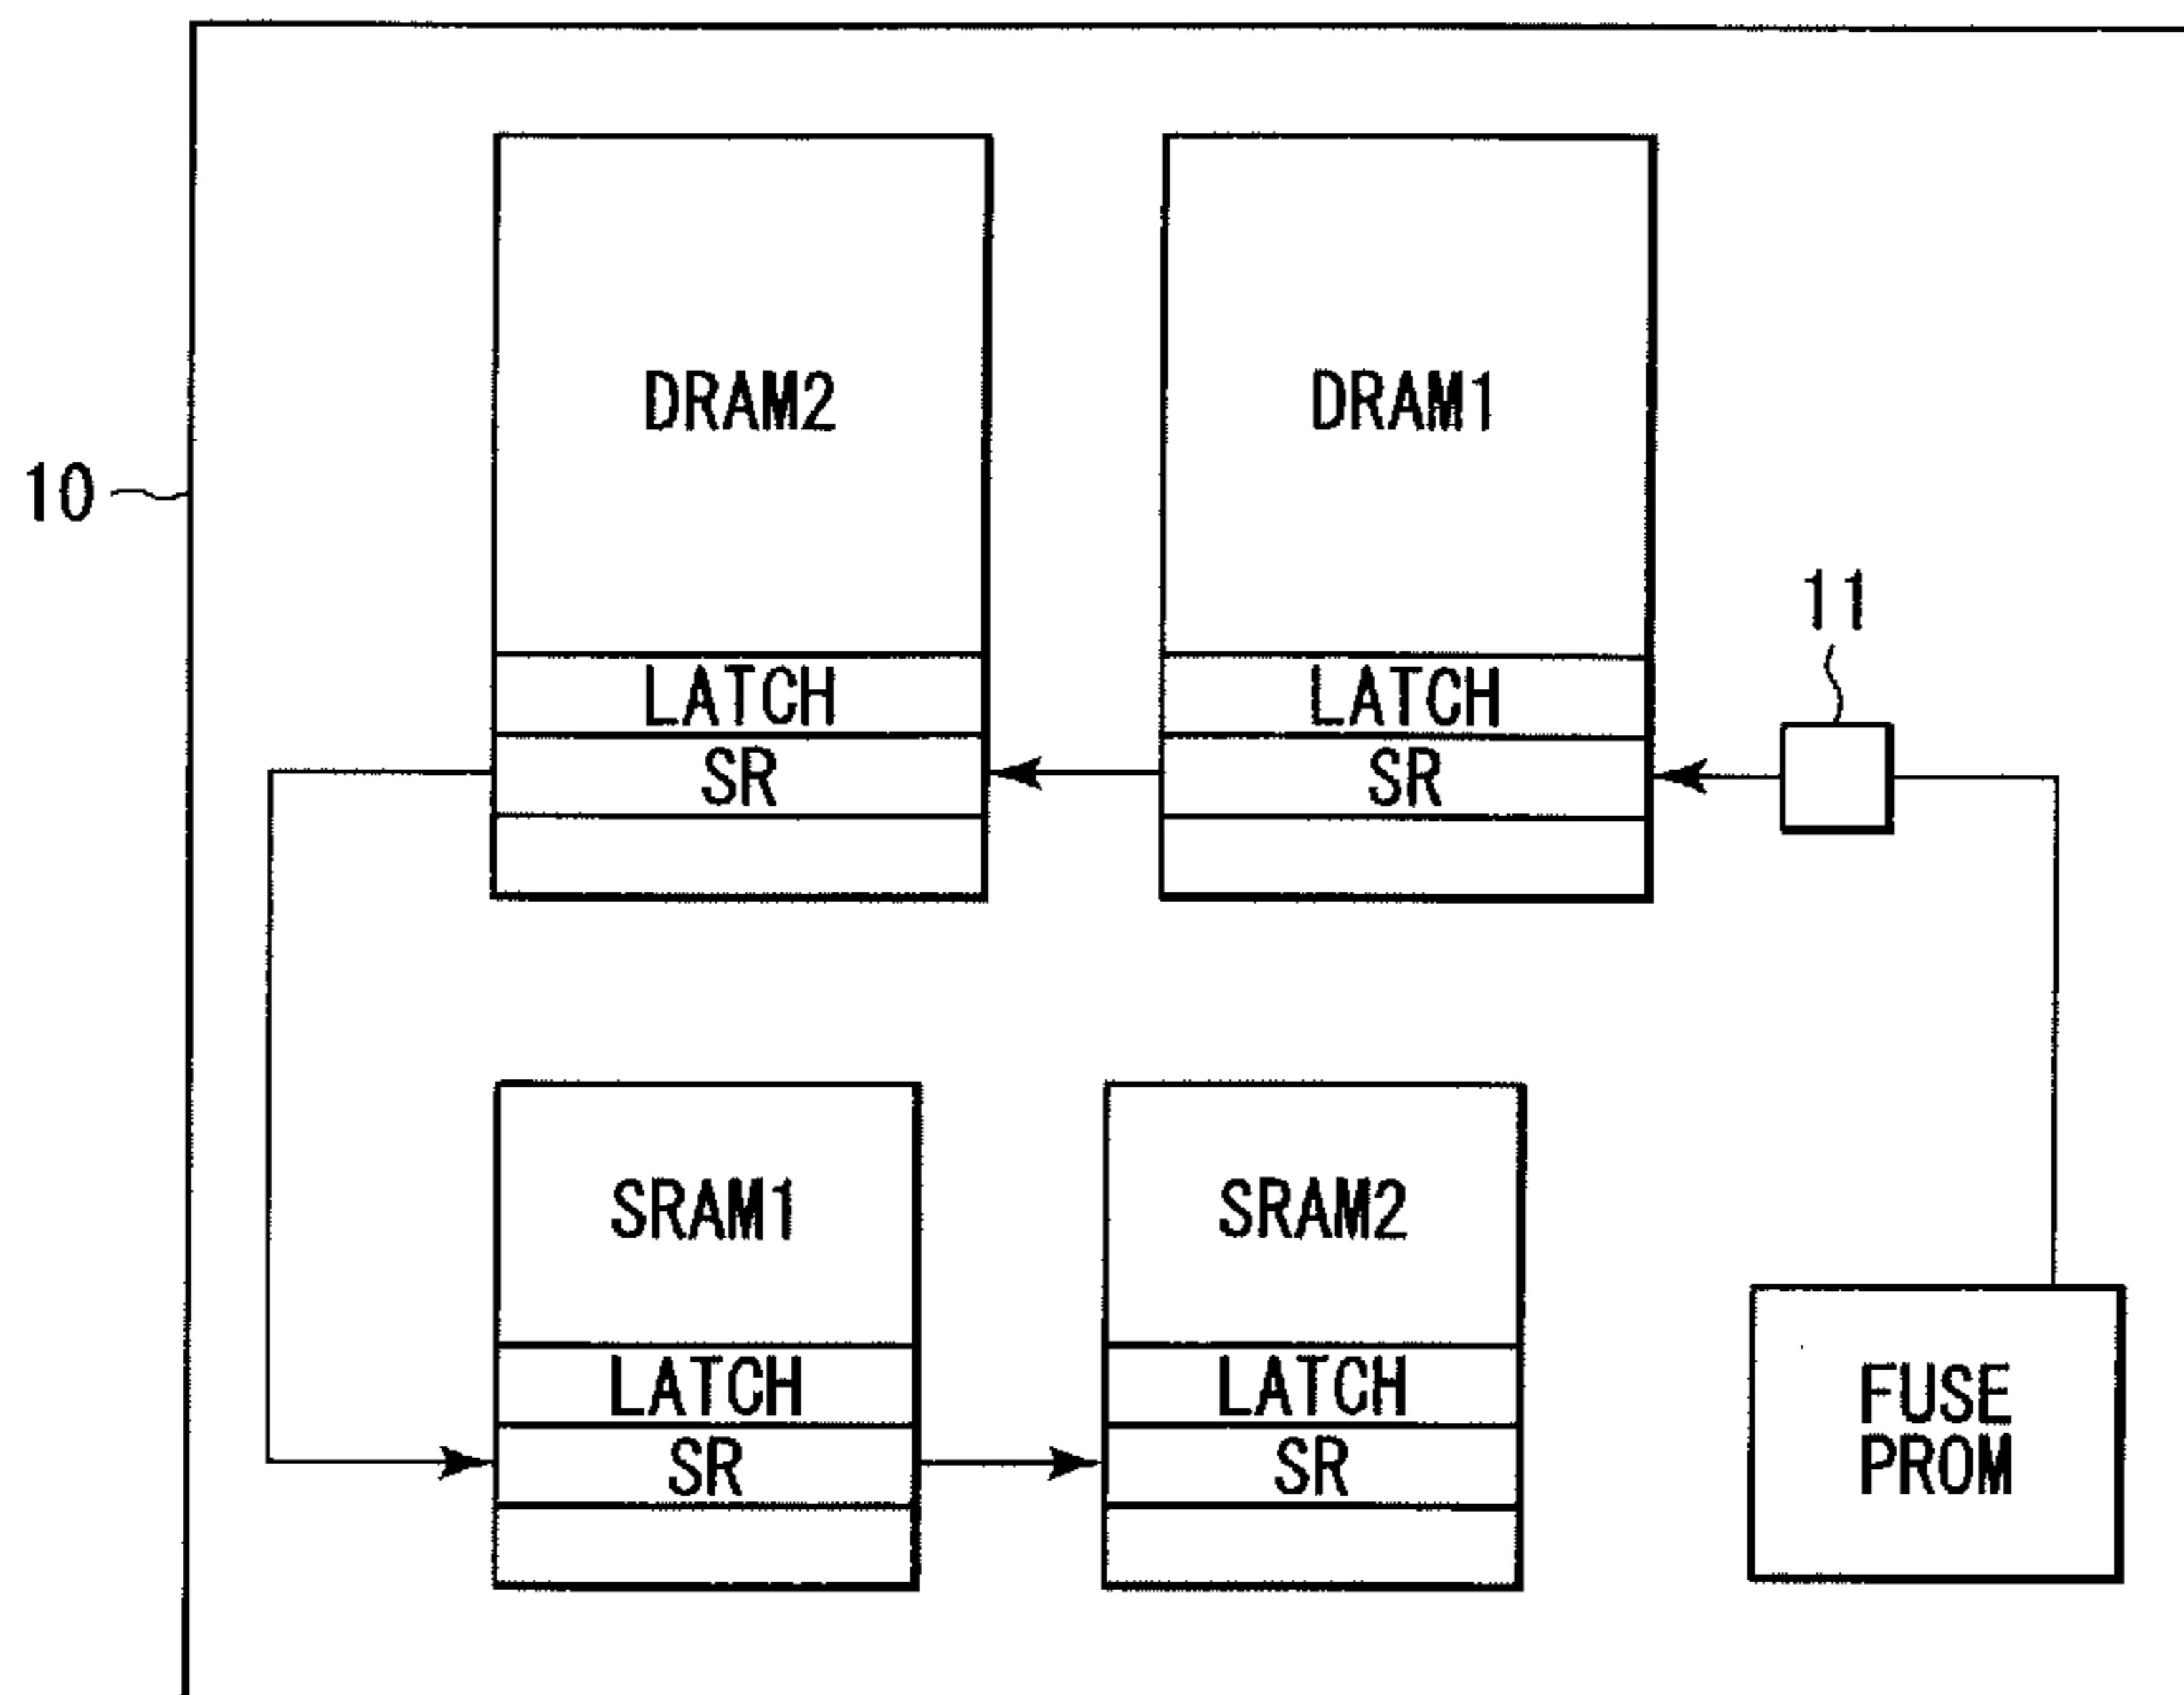 DRAM2
DRAM1
10
11
LATCH
LATCH
SR
SR
SRAM1
SRAM2
LATCH
LATCH
FUSE
PROM
SR
SR